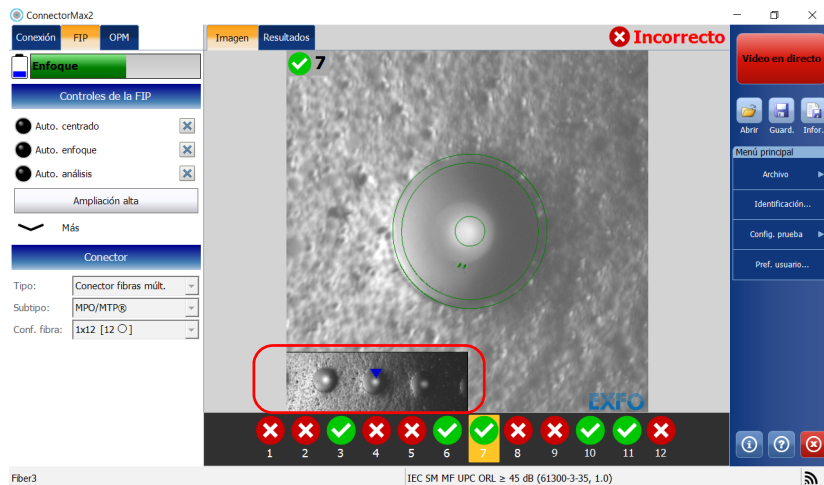 ConnectorMax2
Conexión FIP OPM
Imagen Resultados
Incorrecto
Enfoque
7
Video en directo
Controles de la FIP
Auto. centrado
Auto. enfoque
Auto. análisis
Ampliación alta
Más
Abrir Guard. Infor.
Menú principal
Archivo
Identificación...
Config. prueba
Pref. usuario...
Conector
Tipo: Conector fibras múlt.
Subtipo: MPO/MTP®
Conf. fibra: 1x12 [12 ○]
EXFO
1 2 3 4 5 6 7 8 9 10 11 12
Fiber3
IEC SM MF UPC ORL ≥ 45 dB (61300-3-35, 1.0)